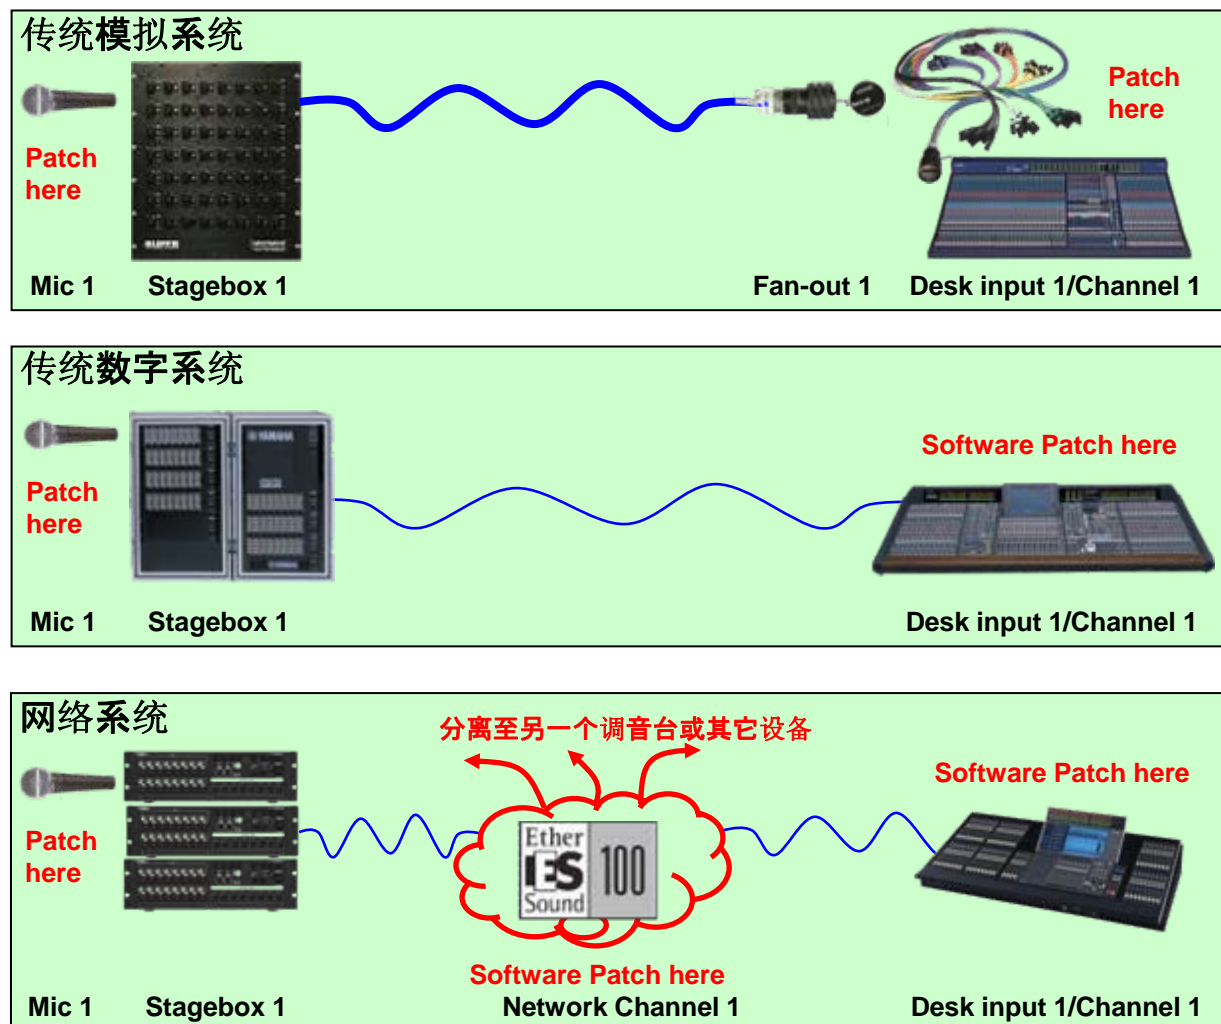 传统模拟系统
Patch
here
Patch
here
Mic 1
Stagebox 1
Fan-out 1
Desk input 1/Channel 1
传统数字系统
Patch
here
YAMAHA
Software Patch here
Mic 1
Stagebox 1
Desk input 1/Channel 1
网络系统
分离至另一个调音台或其它设备
Software Patch here
Patch
here
Ether
ES
Sound
100
Software Patch here
Mic 1
Stagebox 1
Network Channel 1
Desk input 1/Channel 1